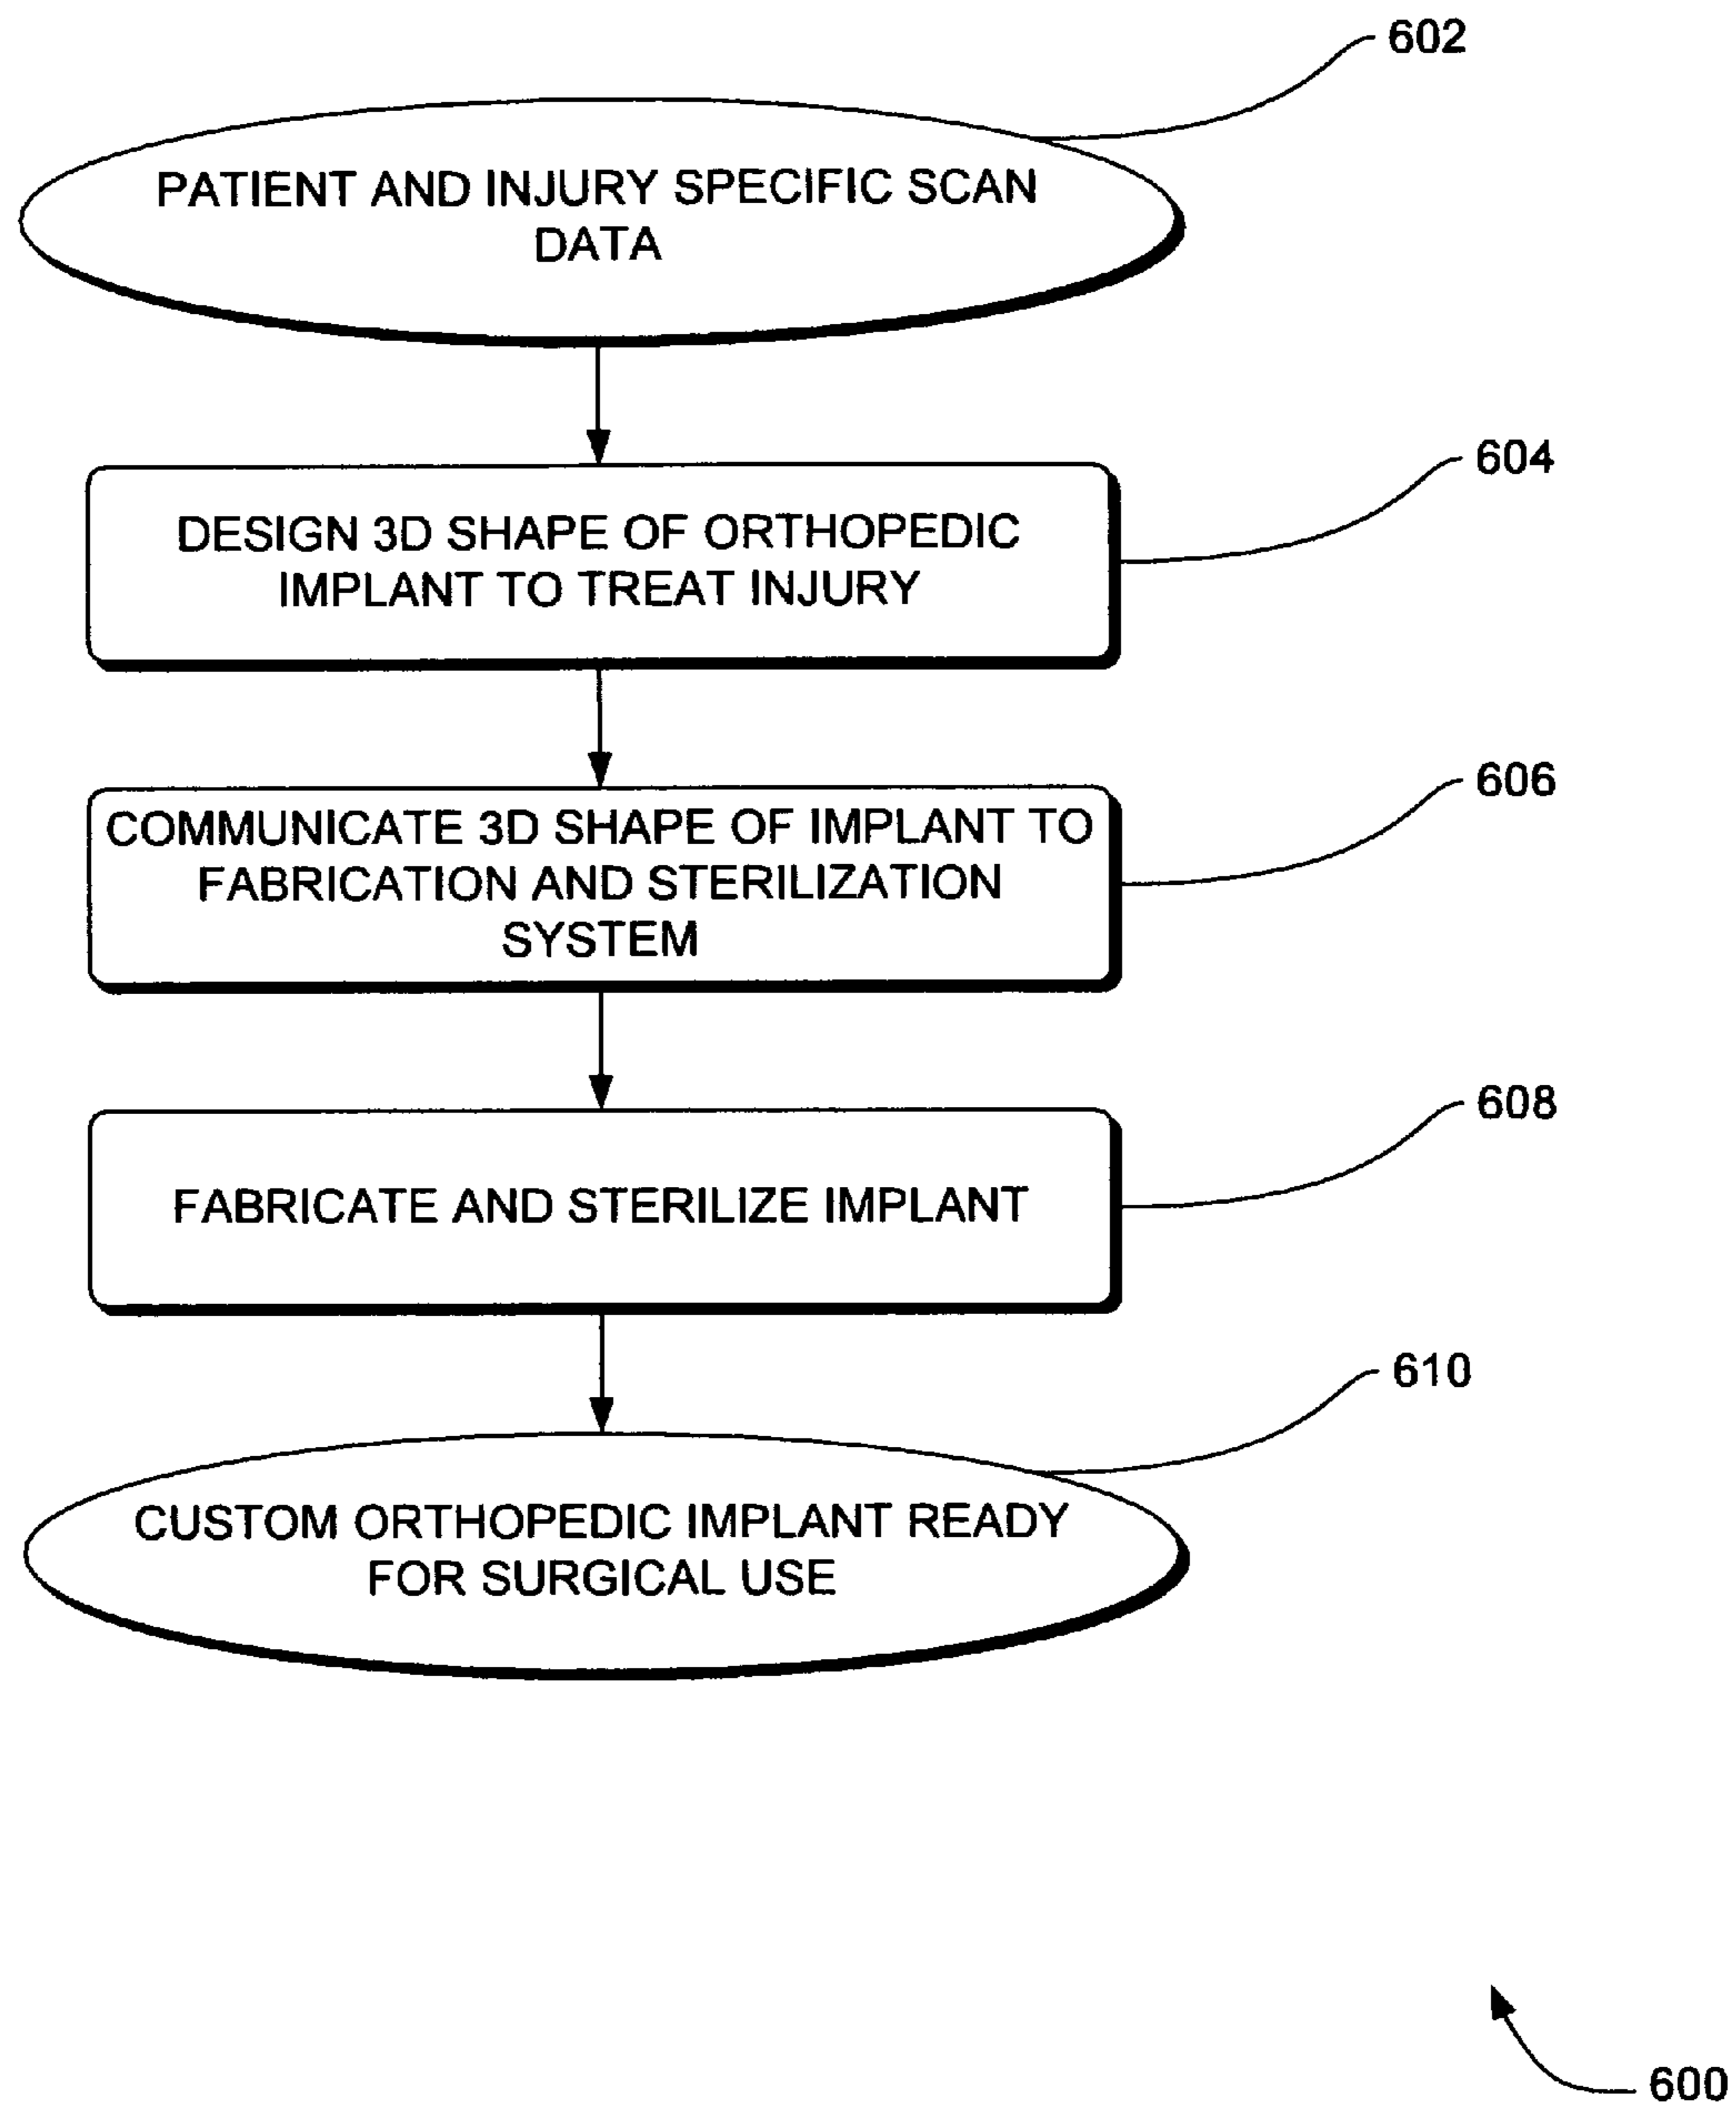 602
PATIENT AND INJURY SPECIFIC SCAN
DATA
604
DESIGN 3D SHAPE OF ORTHOPEDIC
IMPLANT TO TREAT INJURY
606
COMMUNICATE 3D SHAPE OF IMPLANT TO
FABRICATION AND STERILIZATION
SYSTEM
608
FABRICATE AND STERILIZE IMPLANT
610
CUSTOM ORTHOPEDIC IMPLANT READY
FOR SURGICAL USE
600